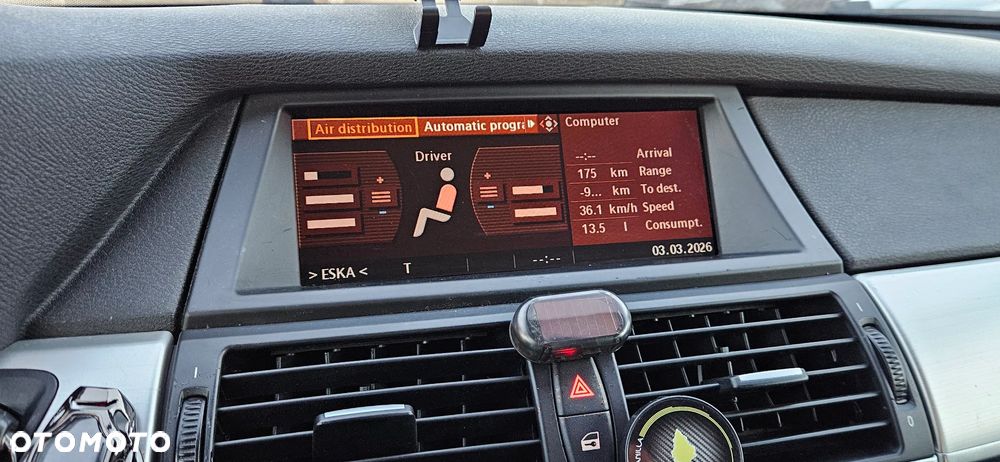 Air distribution Automatic progra
Computer
Driver
--:-- Arrival
175 km Range
-9... km To dest.
36.1 km/h Speed
13.5 l Consumpt.
03.03.2026
> ESKA < T --:--
OTOMOTO